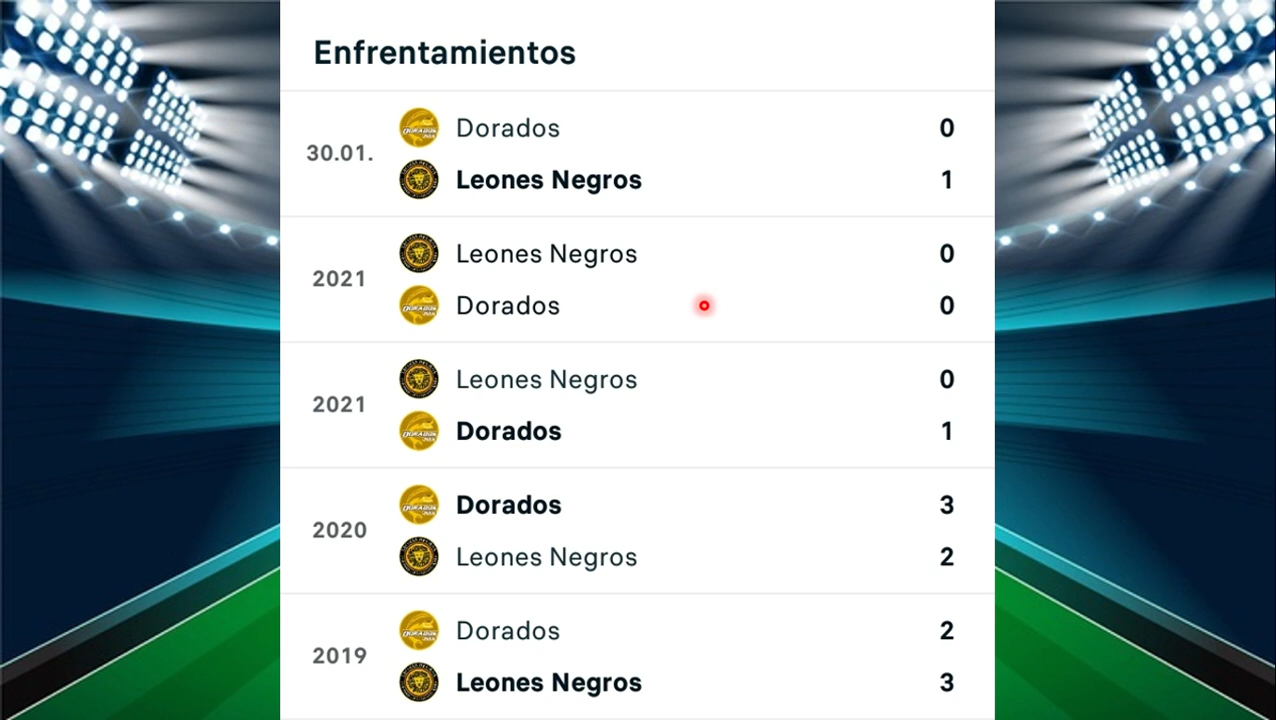 Enfrentamientos
30.01.
Dorados 0
Leones Negros 1
2021
Leones Negros 0
Dorados 0
2021
Leones Negros 0
Dorados 1
2020
Dorados 3
Leones Negros 2
2019
Dorados 2
Leones Negros 3